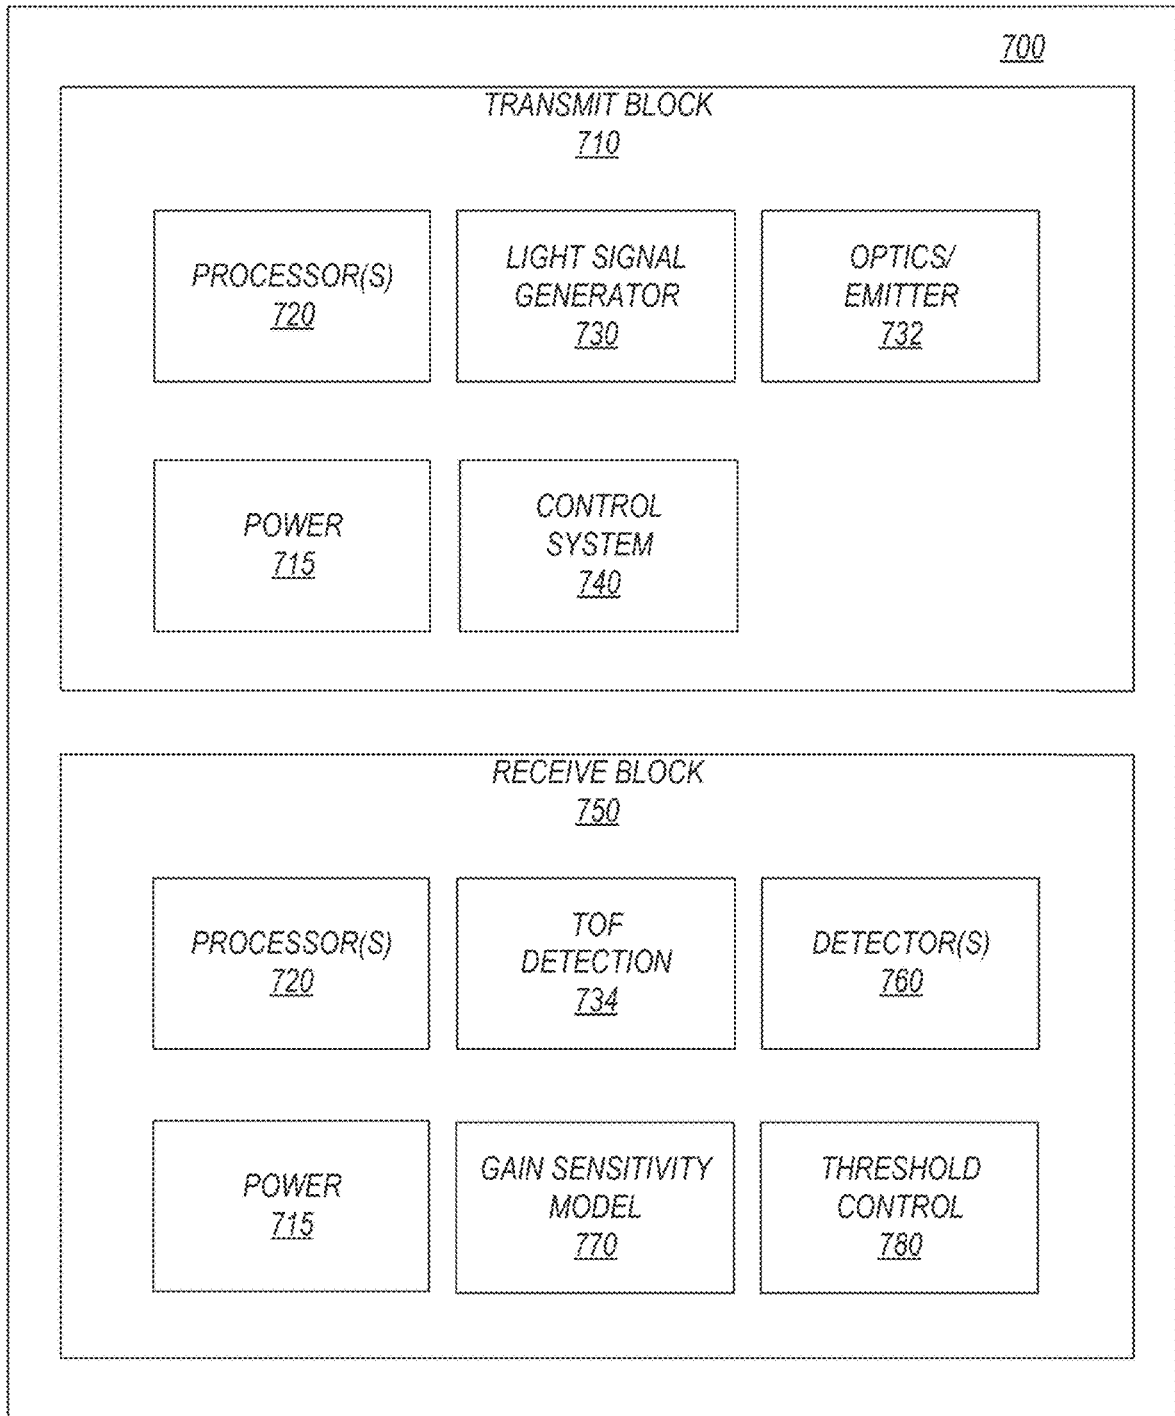 700
TRANSMIT BLOCK
710
PROCESSOR(S)
720
LIGHT SIGNAL
GENERATOR
730
OPTICS/
EMITTER
732
POWER
715
CONTROL
SYSTEM
740
RECEIVE BLOCK
750
PROCESSOR(S)
720
TOF
DETECTION
734
DETECTOR(S)
760
POWER
715
GAIN SENSITIVITY
MODEL
770
THRESHOLD
CONTROL
780